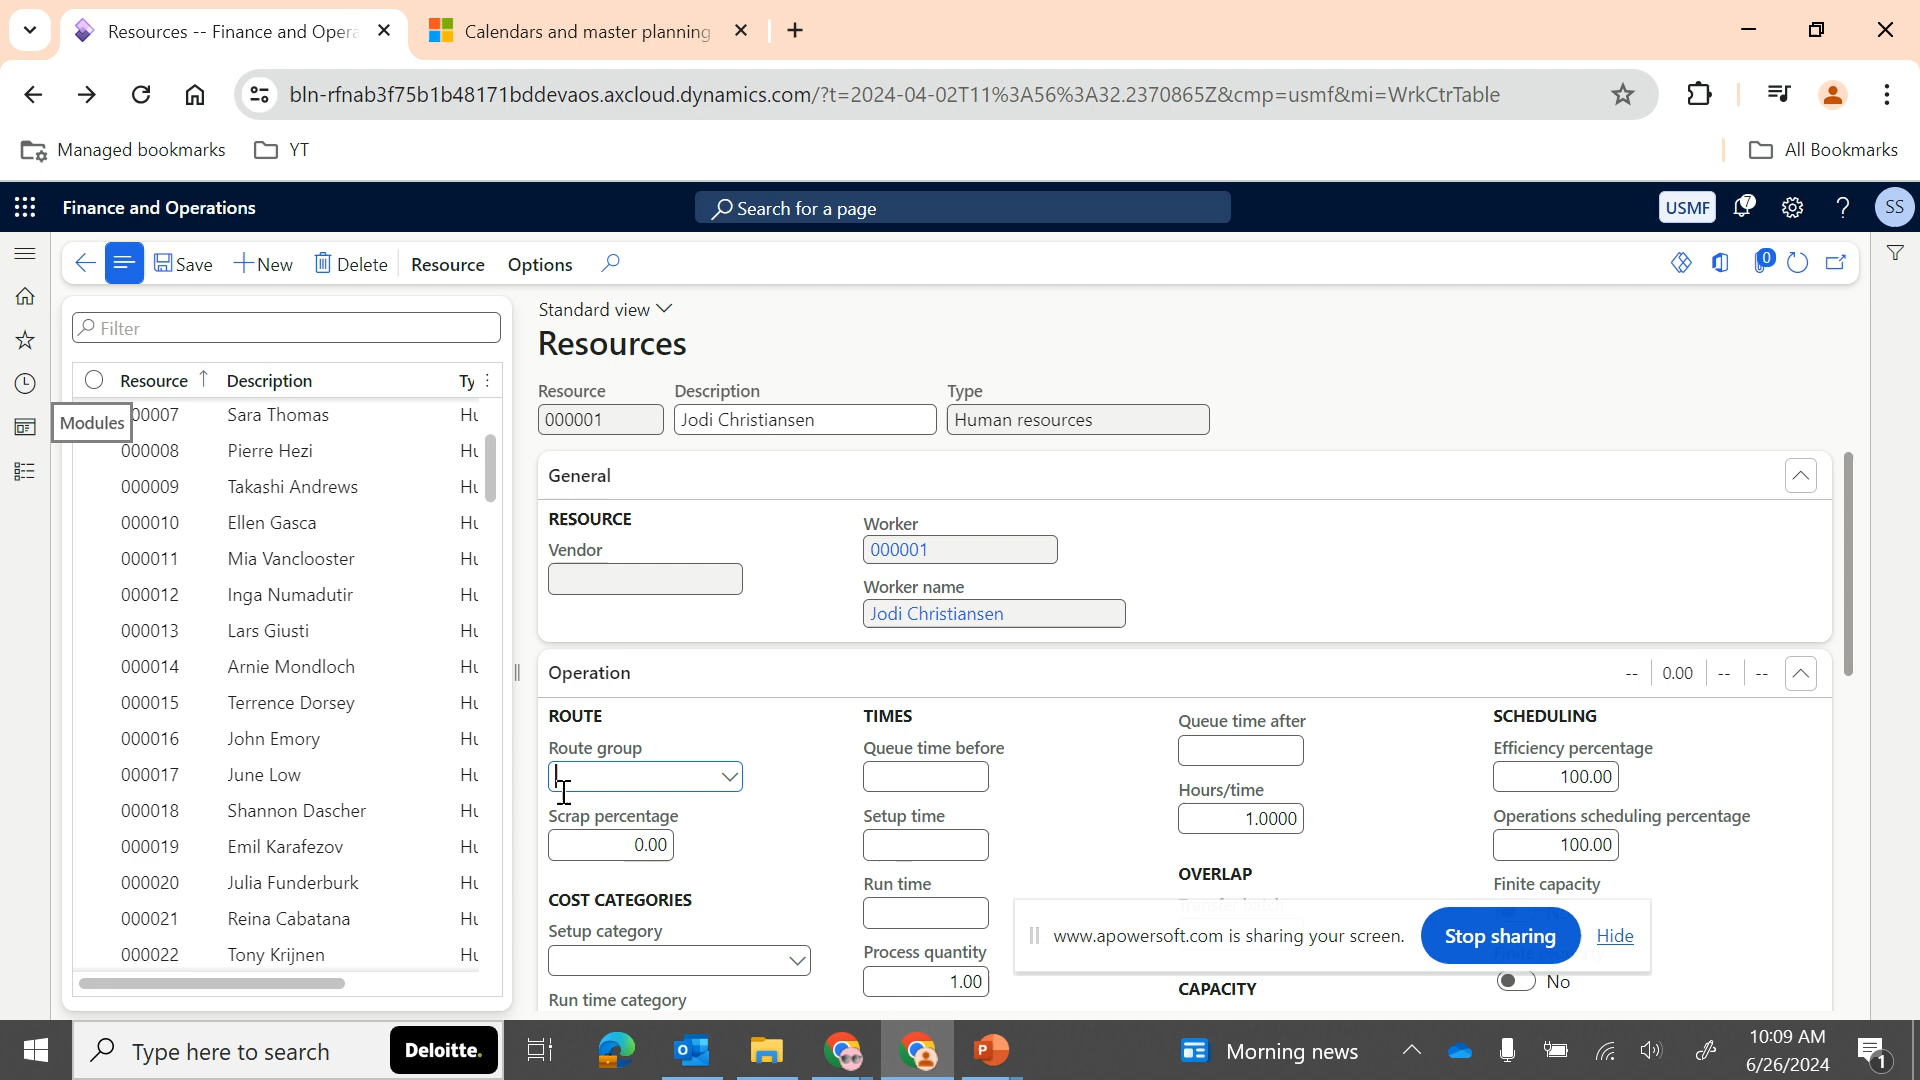 Resources -- Finance and Opera
Calendars and master planning
bln-rfnab3f75b1b48171bddevaos.axcloud.dynamics.com/?t=2024-04-02T11%3A56%3A32.2370865Z&cmp=usmf&mi=WrkCtrTable
Managed bookmarks YT All Bookmarks
Finance and Operations Search for a page USMF 7 ? SS
Save New Delete Resource Options 0
Filter
Resource ↑ Description Ty
Modules
00007 Sara Thomas Hu
000008 Pierre Hezi Hu
000009 Takashi Andrews Hu
000010 Ellen Gasca Hu
000011 Mia Vanclooster Hu
000012 Inga Numadutir Hu
000013 Lars Giusti Hu
000014 Arnie Mondloch Hu
000015 Terrence Dorsey Hu
000016 John Emory Hu
000017 June Low Hu
000018 Shannon Dascher Hu
000019 Emil Karafezov Hu
000020 Julia Funderburk Hu
000021 Reina Cabatana Hu
000022 Tony Krijnen Hu
Standard view
Resources
Resource Description Type
000001 Jodi Christiansen Human resources
General
RESOURCE
Vendor
Worker
000001
Worker name
Jodi Christiansen
Operation -- 0.00 -- --
ROUTE
Route group
Scrap percentage
0.00
COST CATEGORIES
Setup category
Run time category
TIMES
Queue time before
Setup time
Run time
Process quantity
1.00
Queue time after
Hours/time
1.0000
OVERLAP
Transfer batch
CAPACITY
SCHEDULING
Efficiency percentage
100.00
Operations scheduling percentage
100.00
Finite capacity
No
www.apowersoft.com is sharing your screen. Stop sharing Hide
Type here to search Deloitte. Morning news
10:09 AM
6/26/2024
1